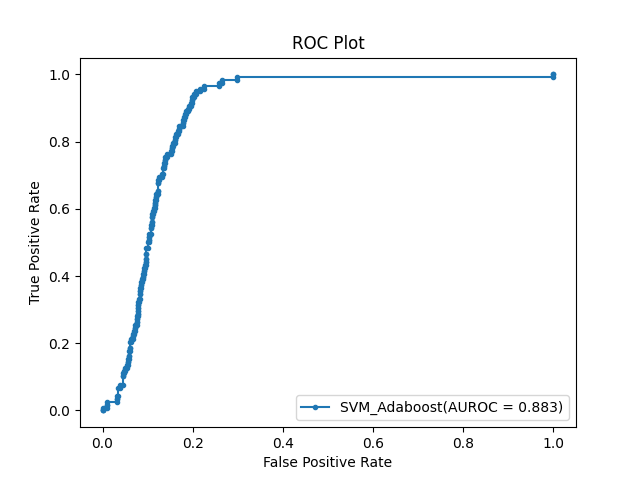 ROC Plot
True Positive Rate
1.0
0.8
0.6
0.4
0.2
0.0
SVM_Adaboost(AUROC = 0.883)
0.0 0.2 0.4 0.6 0.8 1.0
False Positive Rate